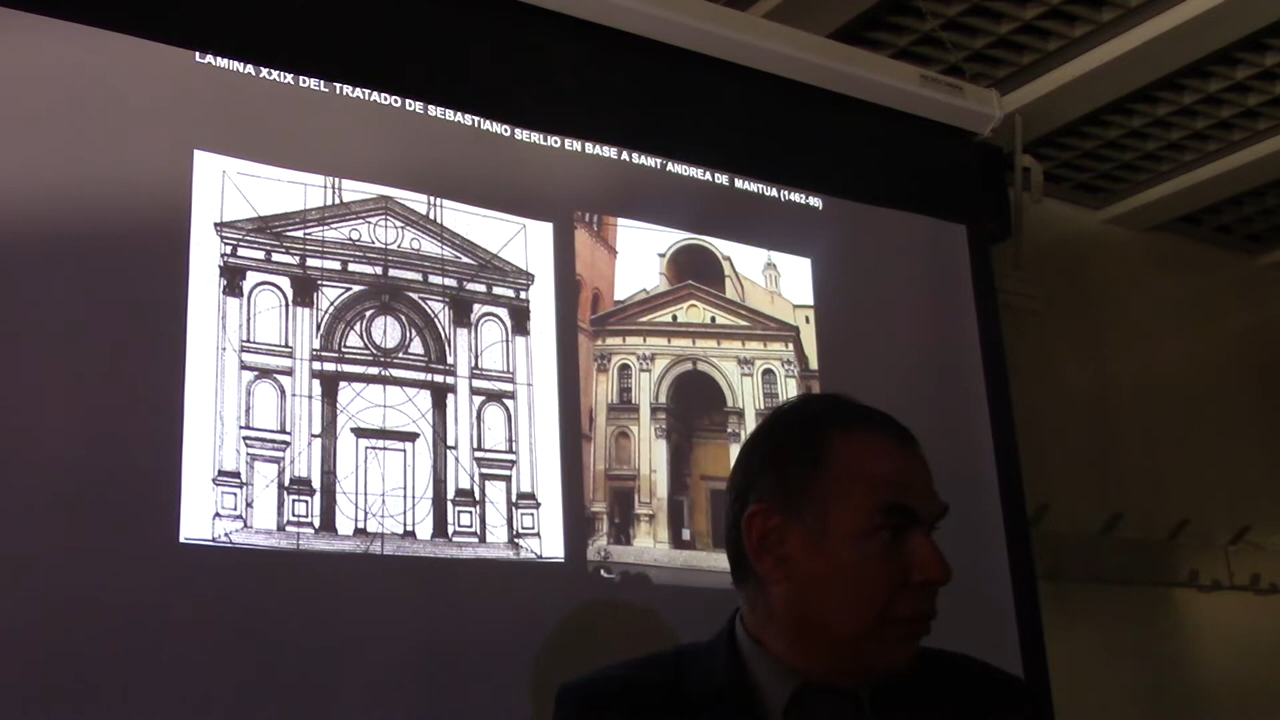 LÁMINA XXIX DEL TRATADO DE SEBASTIANO SERLIO EN BASE A SANT´ANDREA DE MANTUA (1462-95)